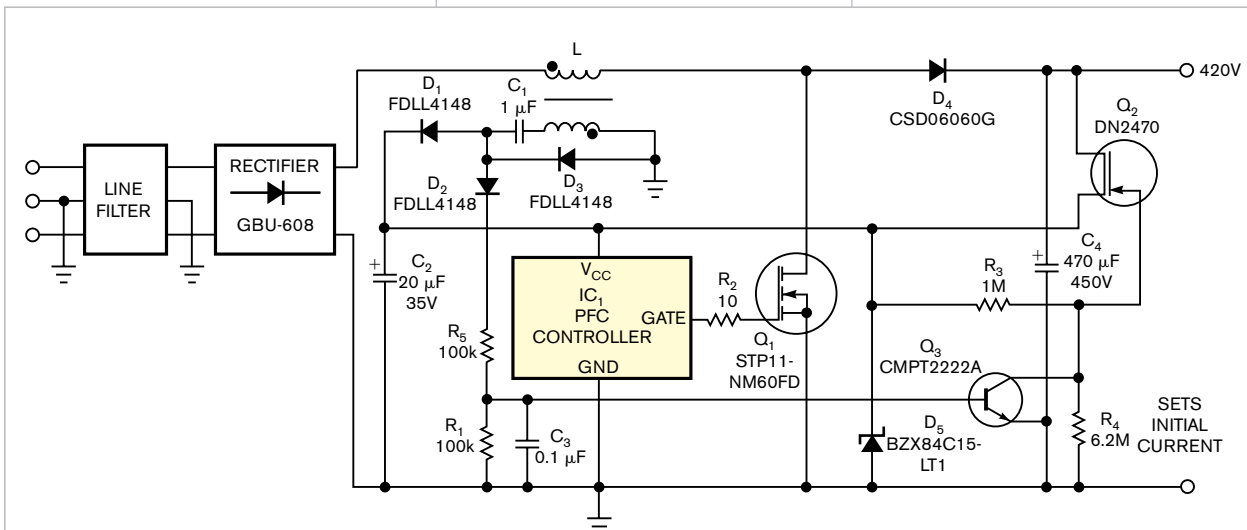 L
D1
FDLL4148
C1
1 µF
D4
CSD06060G
420V
Q2
DN2470
LINE
FILTER
RECTIFIER
GBU-608
D2
FDLL4148
D3
FDLL4148
+
C2
20 µF
35V
VCC
IC1
PFC
CONTROLLER
GATE
GND
R2
10
Q1
STP11-
NM60FD
R3
1M
+
C4
470 µF
450V
R5
100k
Q3
CMPT2222A
R1
100k
C3
0.1 µF
D5
BZX84C15-
LT1
R4
6.2M
SETS
INITIAL
CURRENT